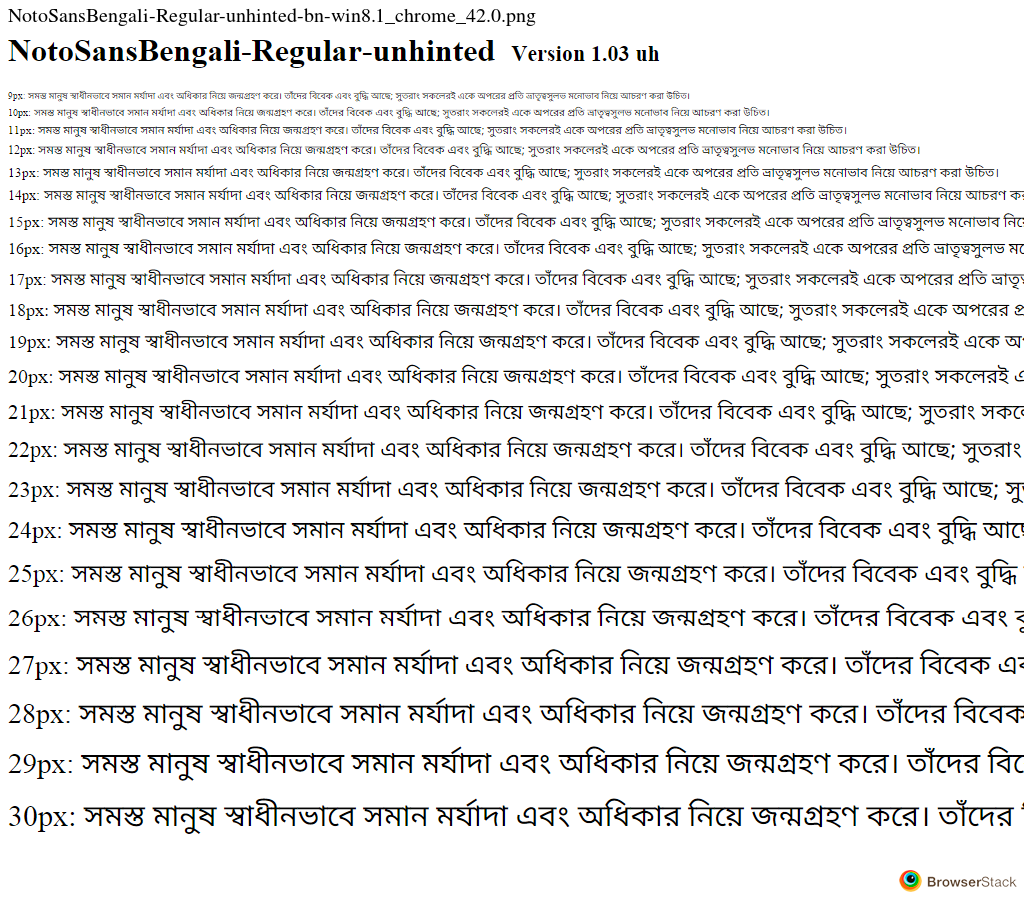 NotoSansBengali-Regular-unhinted-bn-win8.1_chrome_42.0.png
NotoSansBengali-Regular-unhinted Version 1.03 uh
9px: সমস্ত মানুষ স্বাধীনভাবে সমান মর্যাদা এবং অধিকার নিয়ে জন্মগ্রহণ করে। তাঁদের বিবেক এবং বুদ্ধি আছে; সুতরাং সকলেরই একে অপরের প্রতি ভ্রাতৃত্বসুলভ মনোভাব নিয়ে আচরণ করা উচিত।
10px: সমস্ত মানুষ স্বাধীনভাবে সমান মর্যাদা এবং অধিকার নিয়ে জন্মগ্রহণ করে। তাঁদের বিবেক এবং বুদ্ধি আছে; সুতরাং সকলেরই একে অপরের প্রতি ভ্রাতৃত্বসুলভ মনোভাব নিয়ে আচরণ করা উচিত।
11px: সমস্ত মানুষ স্বাধীনভাবে সমান মর্যাদা এবং অধিকার নিয়ে জন্মগ্রহণ করে। তাঁদের বিবেক এবং বুদ্ধি আছে; সুতরাং সকলেরই একে অপরের প্রতি ভ্রাতৃত্বসুলভ মনোভাব নিয়ে আচরণ করা উচিত।
12px: সমস্ত মানুষ স্বাধীনভাবে সমান মর্যাদা এবং অধিকার নিয়ে জন্মগ্রহণ করে। তাঁদের বিবেক এবং বুদ্ধি আছে; সুতরাং সকলেরই একে অপরের প্রতি ভ্রাতৃত্বসুলভ মনোভাব নিয়ে আচরণ করা উচিত।
13px: সমস্ত মানুষ স্বাধীনভাবে সমান মর্যাদা এবং অধিকার নিয়ে জন্মগ্রহণ করে। তাঁদের বিবেক এবং বুদ্ধি আছে; সুতরাং সকলেরই একে অপরের প্রতি ভ্রাতৃত্বসুলভ মনোভাব নিয়ে আচরণ করা উচিত।
14px: সমস্ত মানুষ স্বাধীনভাবে সমান মর্যাদা এবং অধিকার নিয়ে জন্মগ্রহণ করে। তাঁদের বিবেক এবং বুদ্ধি আছে; সুতরাং সকলেরই একে অপরের প্রতি ভ্রাতৃত্বসুলভ মনোভাব নিয়ে আচরণ
15px: সমস্ত মানুষ স্বাধীনভাবে সমান মর্যাদা এবং অধিকার নিয়ে জন্মগ্রহণ করে। তাঁদের বিবেক এবং বুদ্ধি আছে; সুতরাং সকলেরই একে অপরের প্রতি ভ্রাতৃত্বসুলভ মনোভাব
16px: সমস্ত মানুষ স্বাধীনভাবে সমান মর্যাদা এবং অধিকার নিয়ে জন্মগ্রহণ করে। তাঁদের বিবেক এবং বুদ্ধি আছে; সুতরাং সকলেরই একে অপরের প্রতি ভ্রাতৃত্বসুলভ
17px: সমস্ত মানুষ স্বাধীনভাবে সমান মর্যাদা এবং অধিকার নিয়ে জন্মগ্রহণ করে। তাঁদের বিবেক এবং বুদ্ধি আছে; সুতরাং সকলেরই একে অপরের প্রতি
18px: সমস্ত মানুষ স্বাধীনভাবে সমান মর্যাদা এবং অধিকার নিয়ে জন্মগ্রহণ করে। তাঁদের বিবেক এবং বুদ্ধি আছে; সুতরাং সকলেরই একে অপরের
19px: সমস্ত মানুষ স্বাধীনভাবে সমান মর্যাদা এবং অধিকার নিয়ে জন্মগ্রহণ করে। তাঁদের বিবেক এবং বুদ্ধি আছে; সুতরাং সকলেরই একে
20px: সমস্ত মানুষ স্বাধীনভাবে সমান মর্যাদা এবং অধিকার নিয়ে জন্মগ্রহণ করে। তাঁদের বিবেক এবং বুদ্ধি আছে; সুতরাং সকলেরই
21px: সমস্ত মানুষ স্বাধীনভাবে সমান মর্যাদা এবং অধিকার নিয়ে জন্মগ্রহণ করে। তাঁদের বিবেক এবং বুদ্ধি আছে; সুতরাং
22px: সমস্ত মানুষ স্বাধীনভাবে সমান মর্যাদা এবং অধিকার নিয়ে জন্মগ্রহণ করে। তাঁদের বিবেক এবং বুদ্ধি আছে; সুতরাং
23px: সমস্ত মানুষ স্বাধীনভাবে সমান মর্যাদা এবং অধিকার নিয়ে জন্মগ্রহণ করে। তাঁদের বিবেক এবং বুদ্ধি আছে;
24px: সমস্ত মানুষ স্বাধীনভাবে সমান মর্যাদা এবং অধিকার নিয়ে জন্মগ্রহণ করে। তাঁদের বিবেক এবং বুদ্ধি
25px: সমস্ত মানুষ স্বাধীনভাবে সমান মর্যাদা এবং অধিকার নিয়ে জন্মগ্রহণ করে। তাঁদের বিবেক এবং বুদ্ধি
26px: সমস্ত মানুষ স্বাধীনভাবে সমান মর্যাদা এবং অধিকার নিয়ে জন্মগ্রহণ করে। তাঁদের বিবেক এবং
27px: সমস্ত মানুষ স্বাধীনভাবে সমান মর্যাদা এবং অধিকার নিয়ে জন্মগ্রহণ করে। তাঁদের বিবেক
28px: সমস্ত মানুষ স্বাধীনভাবে সমান মর্যাদা এবং অধিকার নিয়ে জন্মগ্রহণ করে। তাঁদের বিবেক
29px: সমস্ত মানুষ স্বাধীনভাবে সমান মর্যাদা এবং অধিকার নিয়ে জন্মগ্রহণ করে। তাঁদের
30px: সমস্ত মানুষ স্বাধীনভাবে সমান মর্যাদা এবং অধিকার নিয়ে জন্মগ্রহণ করে। তাঁদের
BrowserStack